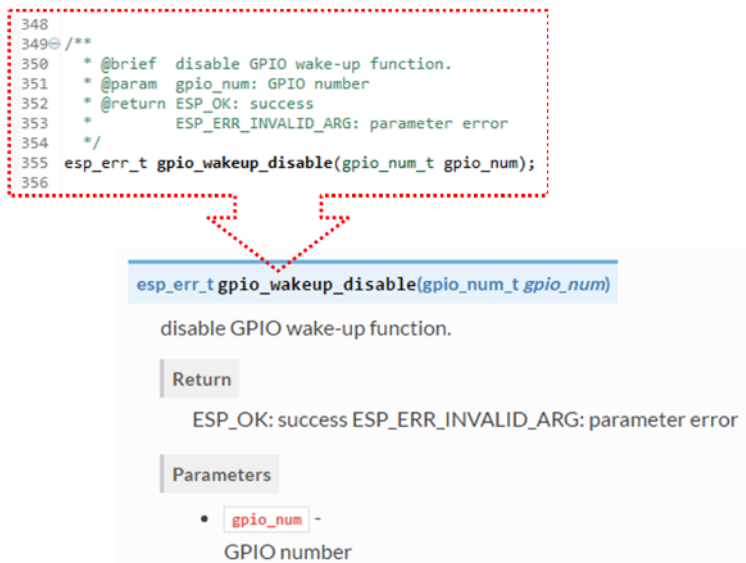 348
349 /**
350 * @brief disable GPIO wake-up function.
351 * @param gpio_num: GPIO number
352 * @return ESP_OK: success
353 * ESP_ERR_INVALID_ARG: parameter error
354 */
355 esp_err_t gpio_wakeup_disable(gpio_num_t gpio_num);
356
esp_err_t gpio_wakeup_disable(gpio_num_t gpio_num)
disable GPIO wake-up function.
Return
ESP_OK: success ESP_ERR_INVALID_ARG: parameter error
Parameters
• gpio_num -
GPIO number